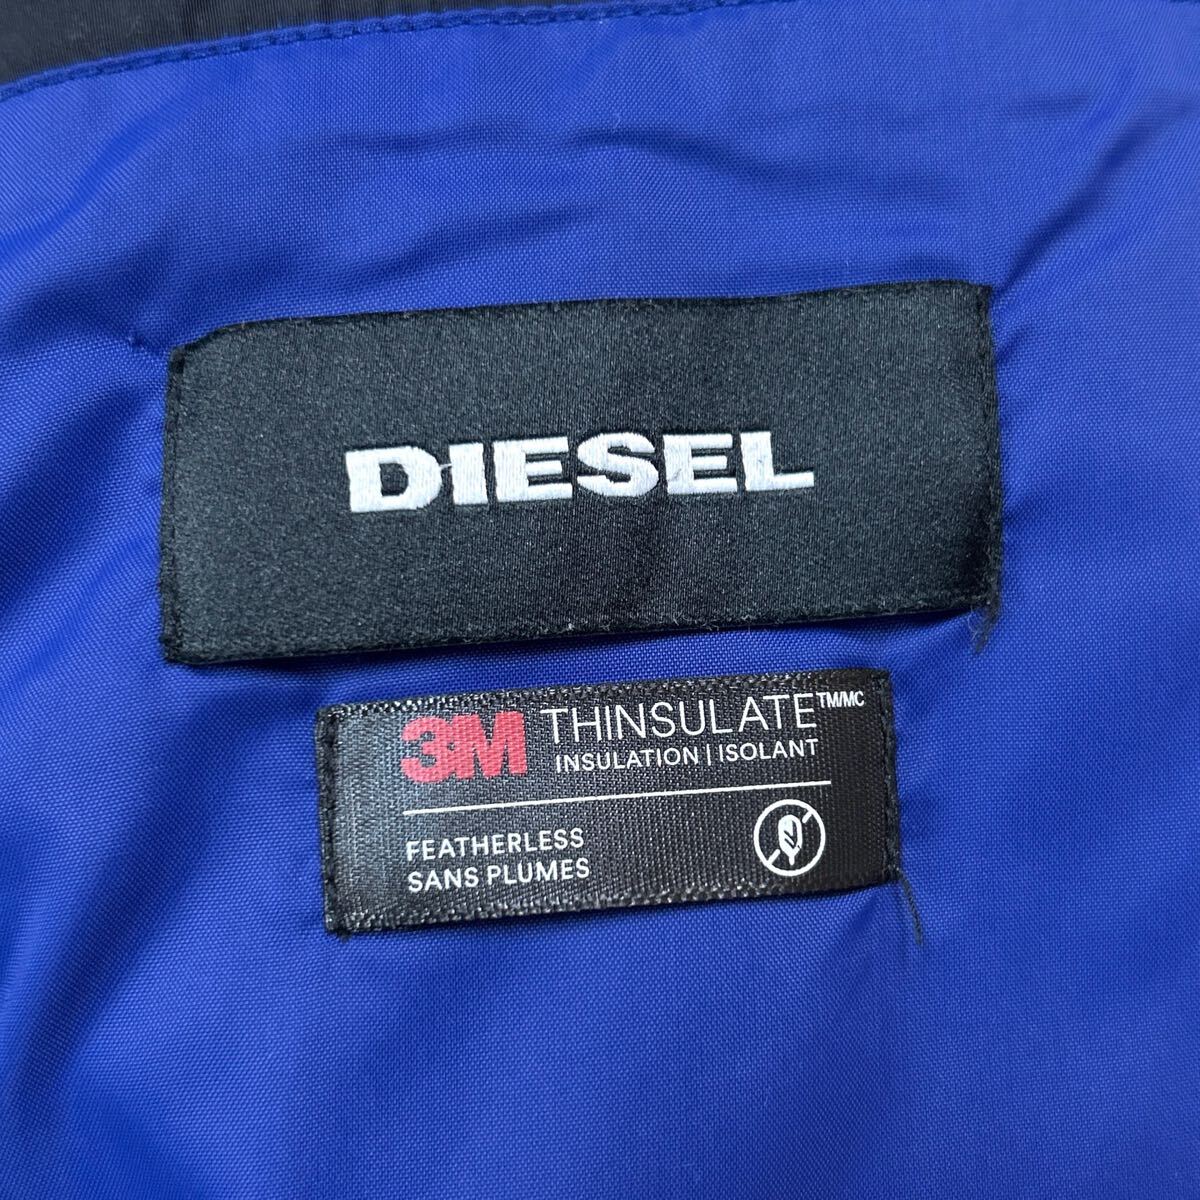 DIESEL
3M THINSULATE™/MC
INSULATION | ISOLANT
FEATHERLESS
SANS PLUMES